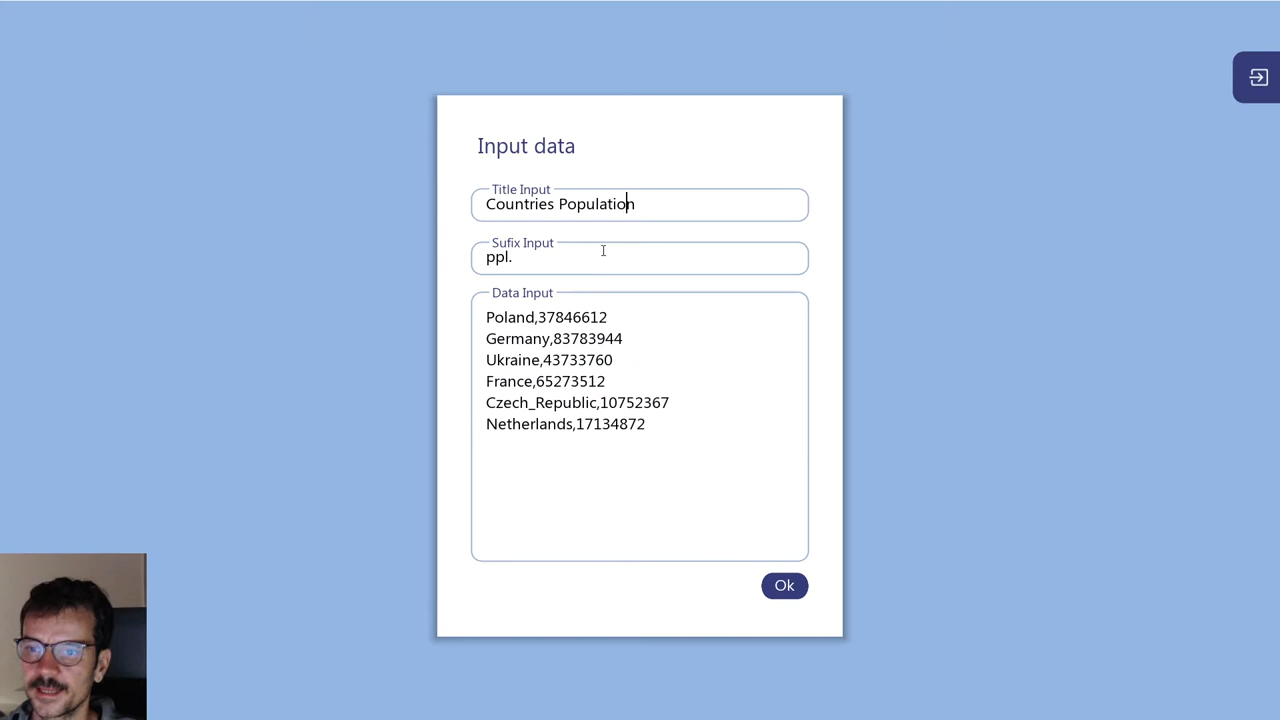 Input data
Title Input
Countries Population
Sufix Input
ppl.
Data Input
Poland,37846612
Germany,83783944
Ukraine,43733760
France,65273512
Czech_Republic,10752367
Netherlands,17134872
Ok